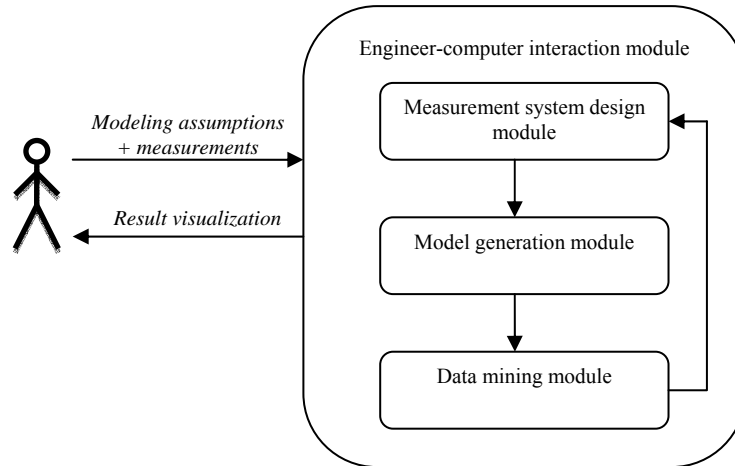 Engineer-computer interaction module
Measurement system design
module
Modeling assumptions
+ measurements
Result visualization
Model generation module
Data mining module